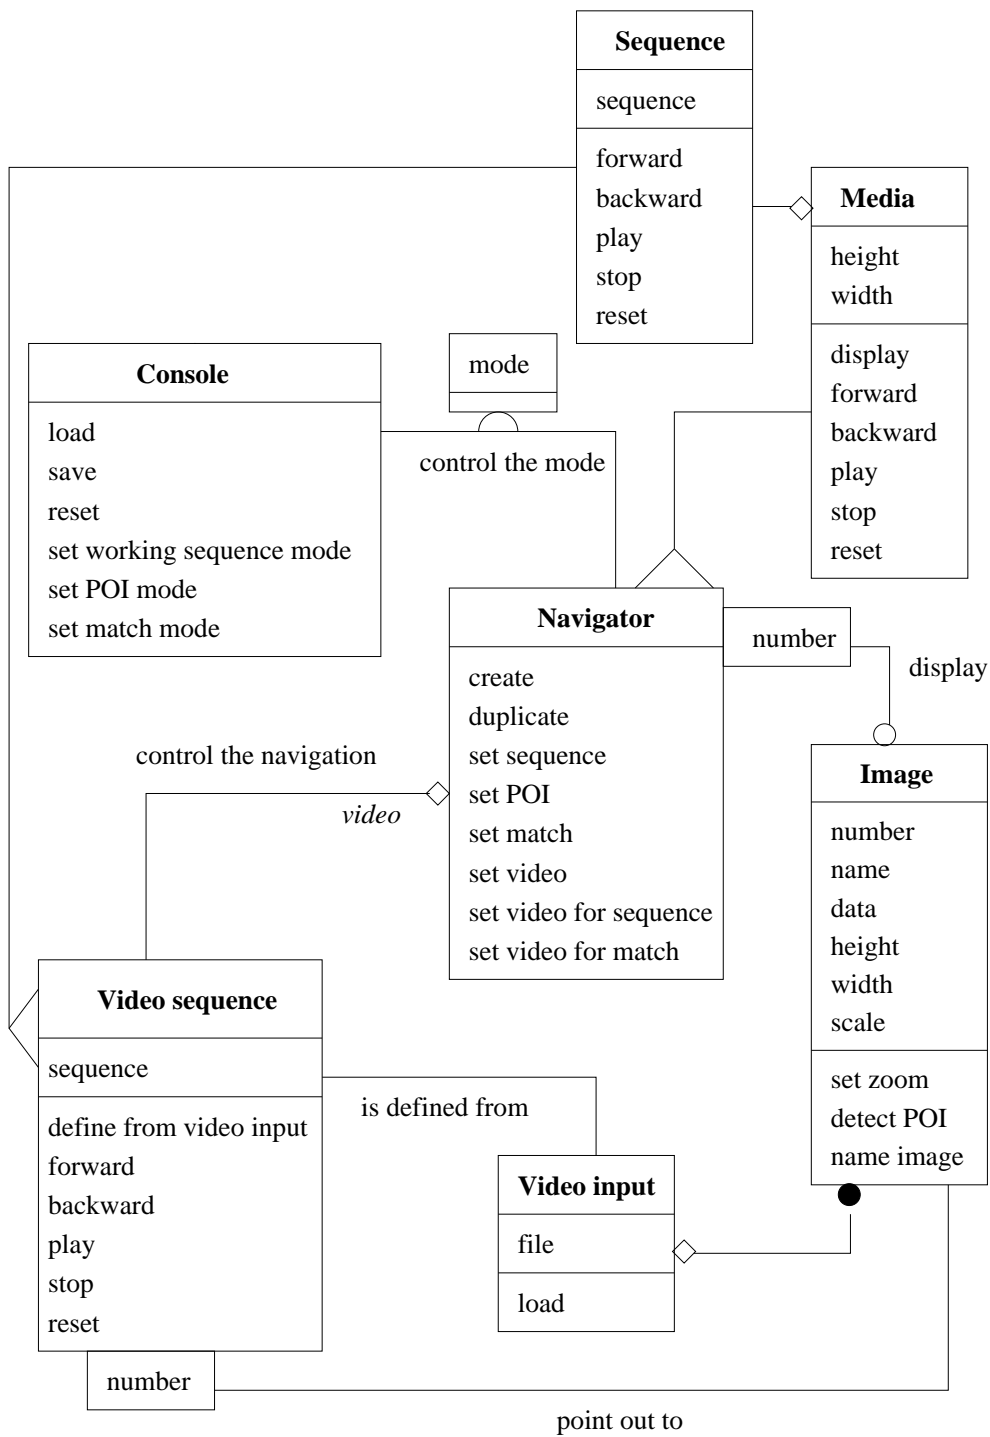 Sequence
sequence
forward
backward
play
stop
reset
Media
height
width
display
forward
backward
play
stop
reset
mode
control the mode
Console
load
save
reset
set working sequence mode
set POI mode
set match mode
Navigator
create
duplicate
set sequence
set POI
set match
set video
set video for sequence
set video for match
number
display
control the navigation
video
Image
number
name
data
height
width
scale
set zoom
detect POI
name image
Video sequence
sequence
define from video input
forward
backward
play
stop
reset
number
is defined from
Video input
file
load
point out to